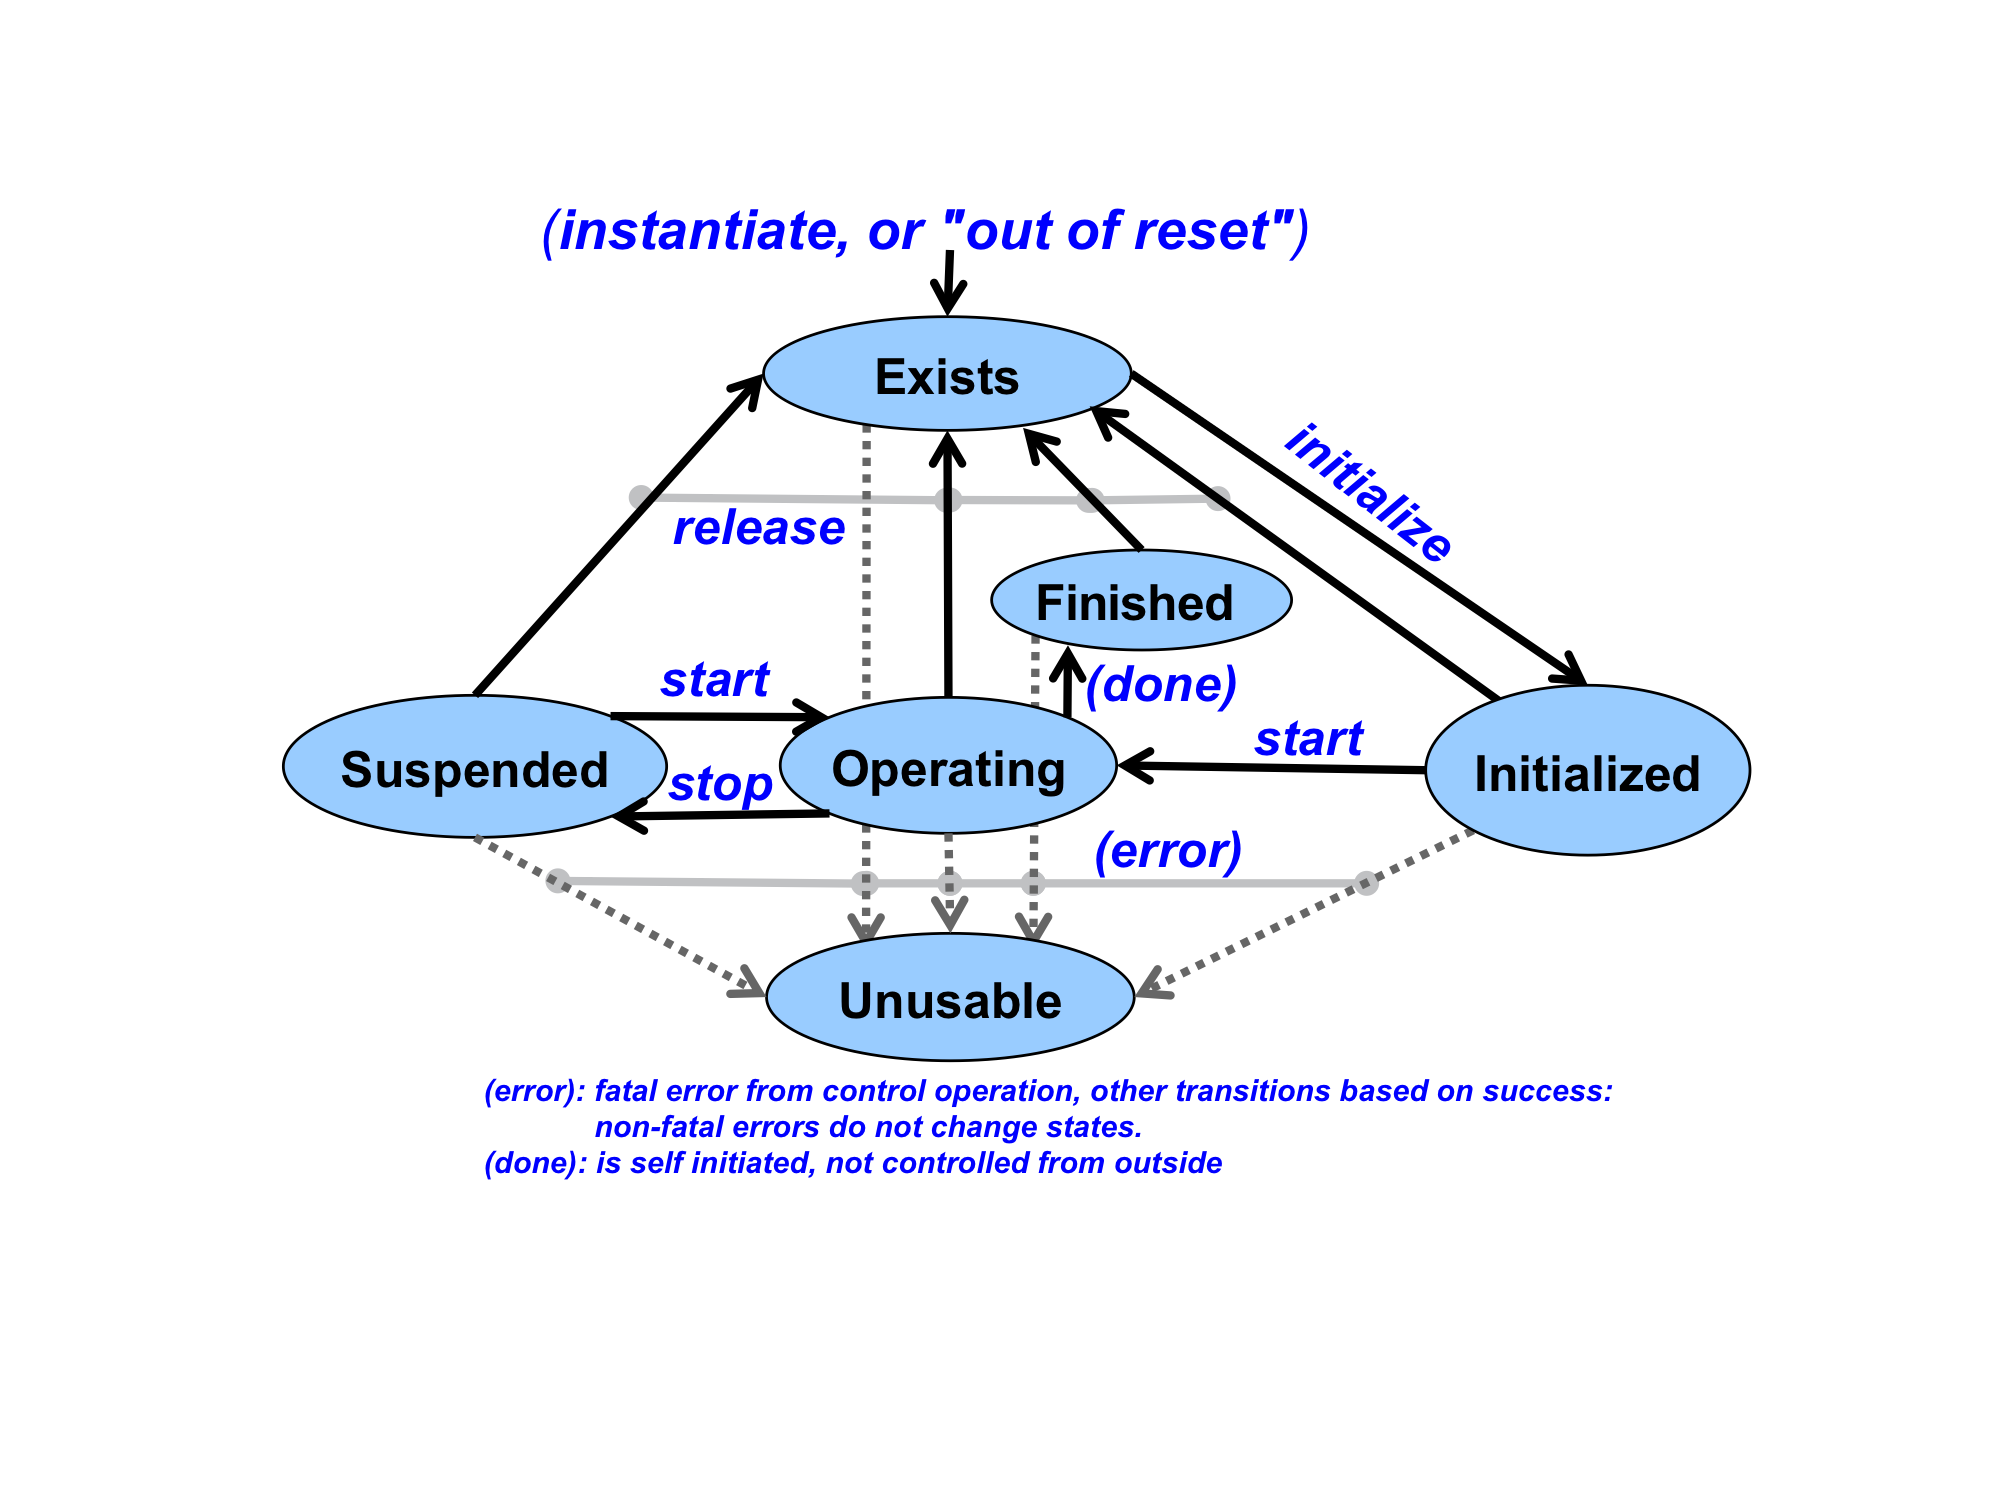 (instantiate, or "out of reset")
Exists
initialize
release
Finished
start
(done)
start
Suspended
stop
Operating
Initialized
(error)
Unusable
(error): fatal error from control operation, other transitions based on success:
non-fatal errors do not change states.
(done): is self initiated, not controlled from outside